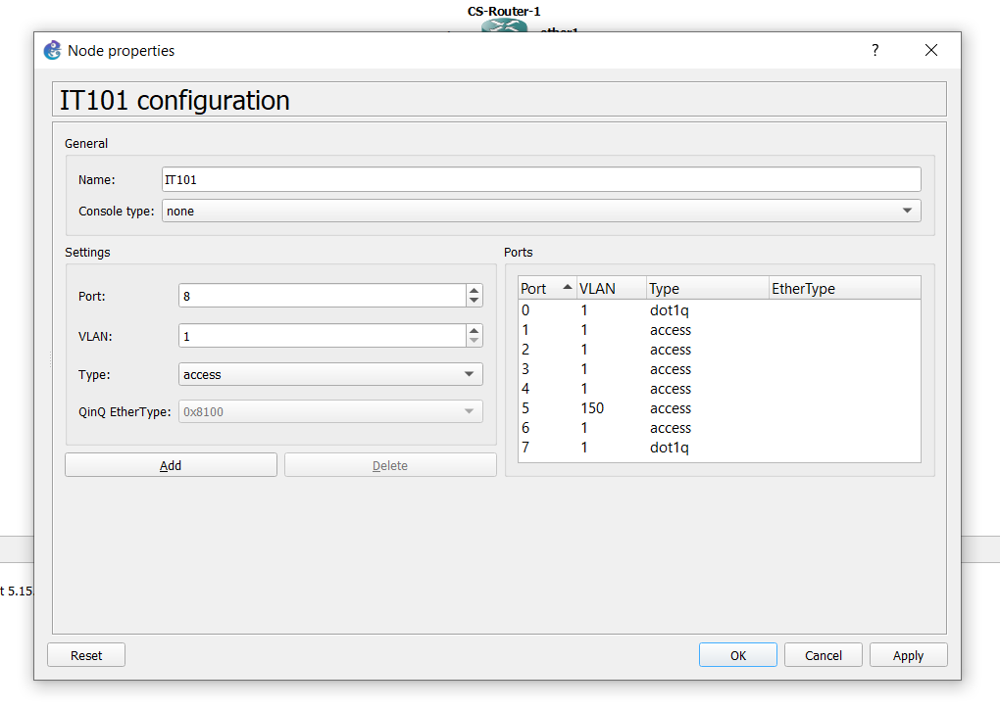 CS-Router-1
ether1
Node properties
?
IT101 configuration
General
Name: IT101
Console type: none
Settings
Port: 8
VLAN: 1
Type: access
QinQ EtherType: 0x8100
Add Delete
Ports
Port VLAN Type EtherType
0 1 dot1q
1 1 access
2 1 access
3 1 access
4 1 access
5 150 access
6 1 access
7 1 dot1q
t 5.15.
Reset OK Cancel Apply